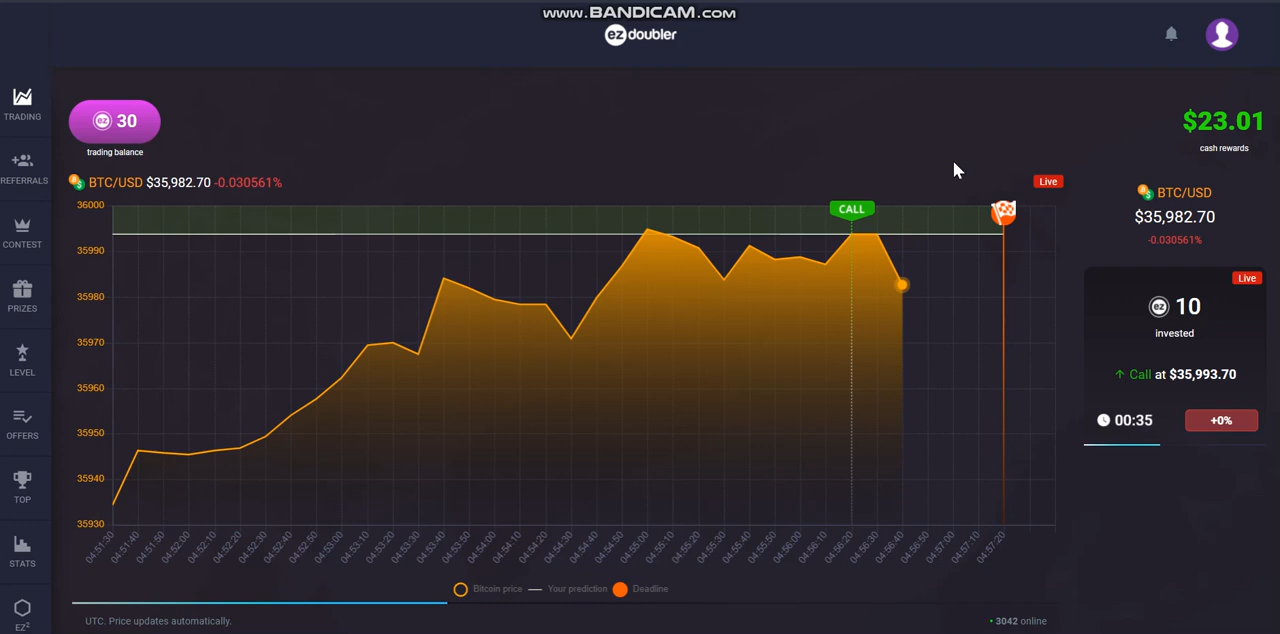 www.BANDICAM.com
ez doubler
TRADING
REFERRALS
CONTEST
PRIZES
LEVEL
OFFERS
TOP
STATS
EZ²
ez 30
trading balance
$23.01
cash rewards
BTC/USD $35,982.70 -0.030561%
Live
36000
35990
35980
35970
35960
35950
35940
35930
CALL
04:51:30
04:51:40
04:51:50
04:52:00
04:52:10
04:52:20
04:52:30
04:52:40
04:52:50
04:53:00
04:53:10
04:53:20
04:53:30
04:53:40
04:53:50
04:54:00
04:54:10
04:54:20
04:54:30
04:54:40
04:54:50
04:55:00
04:55:10
04:55:20
04:55:30
04:55:40
04:55:50
04:56:00
04:56:10
04:56:20
04:56:30
04:56:40
04:56:50
04:57:00
04:57:10
04:57:20
Bitcoin price
Your prediction
Deadline
UTC. Price updates automatically.
3042 online
BTC/USD
$35,982.70
-0.030561%
Live
ez 10
invested
Call at $35,993.70
00:35
+0%